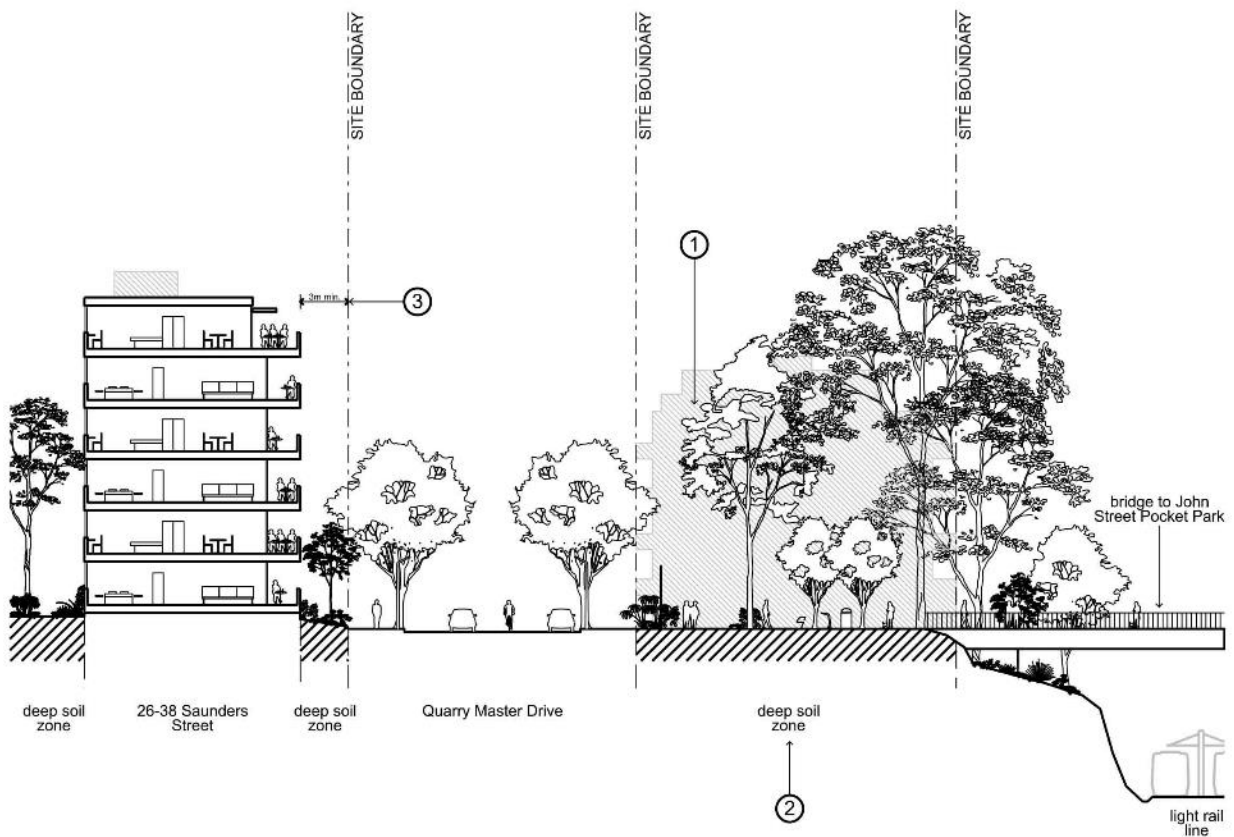 SITE BOUNDARY
SITE BOUNDARY
SITE BOUNDARY
1
3m min.
3
bridge to John
Street Pocket Park
deep soil
zone
26-38 Saunders
Street
deep soil
zone
Quarry Master Drive
deep soil
zone
2
light rail
line